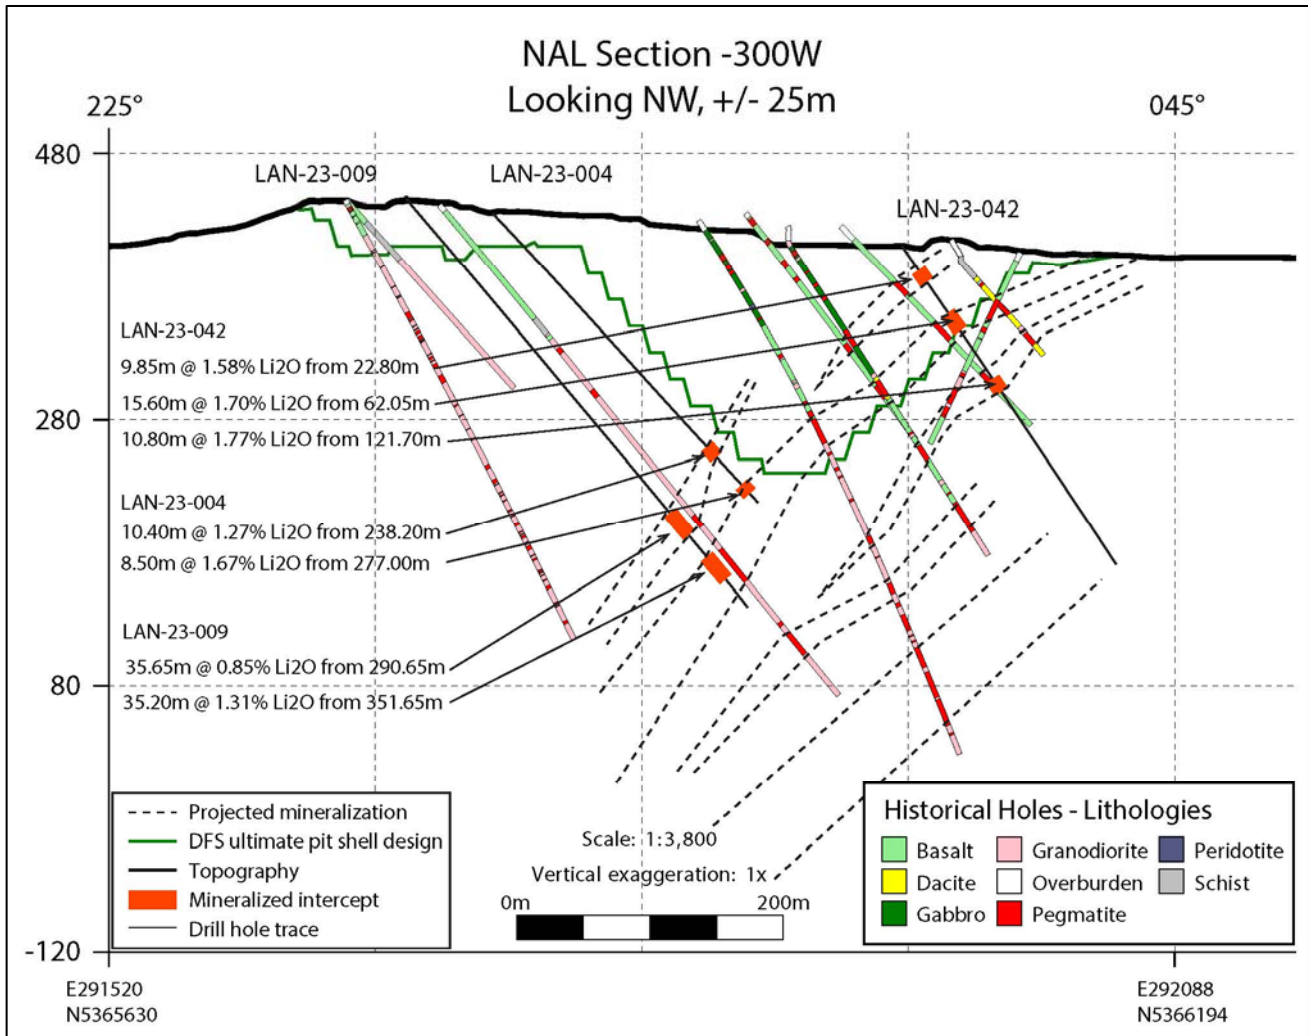 NAL Section -300W
Looking NW, +/- 25m
225°
045°
480
280
80
-120
LAN-23-009
LAN-23-004
LAN-23-042
LAN-23-042
9.85m @ 1.58% Li2O from 22.80m
15.60m @ 1.70% Li2O from 62.05m
10.80m @ 1.77% Li2O from 121.70m
LAN-23-004
10.40m @ 1.27% Li2O from 238.20m
8.50m @ 1.67% Li2O from 277.00m
LAN-23-009
35.65m @ 0.85% Li2O from 290.65m
35.20m @ 1.31% Li2O from 351.65m
Projected mineralization
DFS ultimate pit shell design
Topography
Mineralized intercept
Drill hole trace
Scale: 1:3,800
Vertical exaggeration: 1x
0m 200m
Historical Holes - Lithologies
Basalt Granodiorite Peridotite
Dacite Overburden Schist
Gabbro Pegmatite
E291520
N5365630
E292088
N5366194